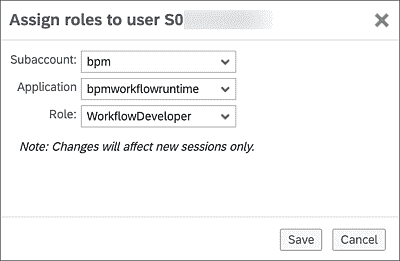 Assign roles to user S0
Subaccount: bpm
Application bpmworkflowruntime
Role: WorkflowDeveloper
Note: Changes will affect new sessions only.
Save Cancel